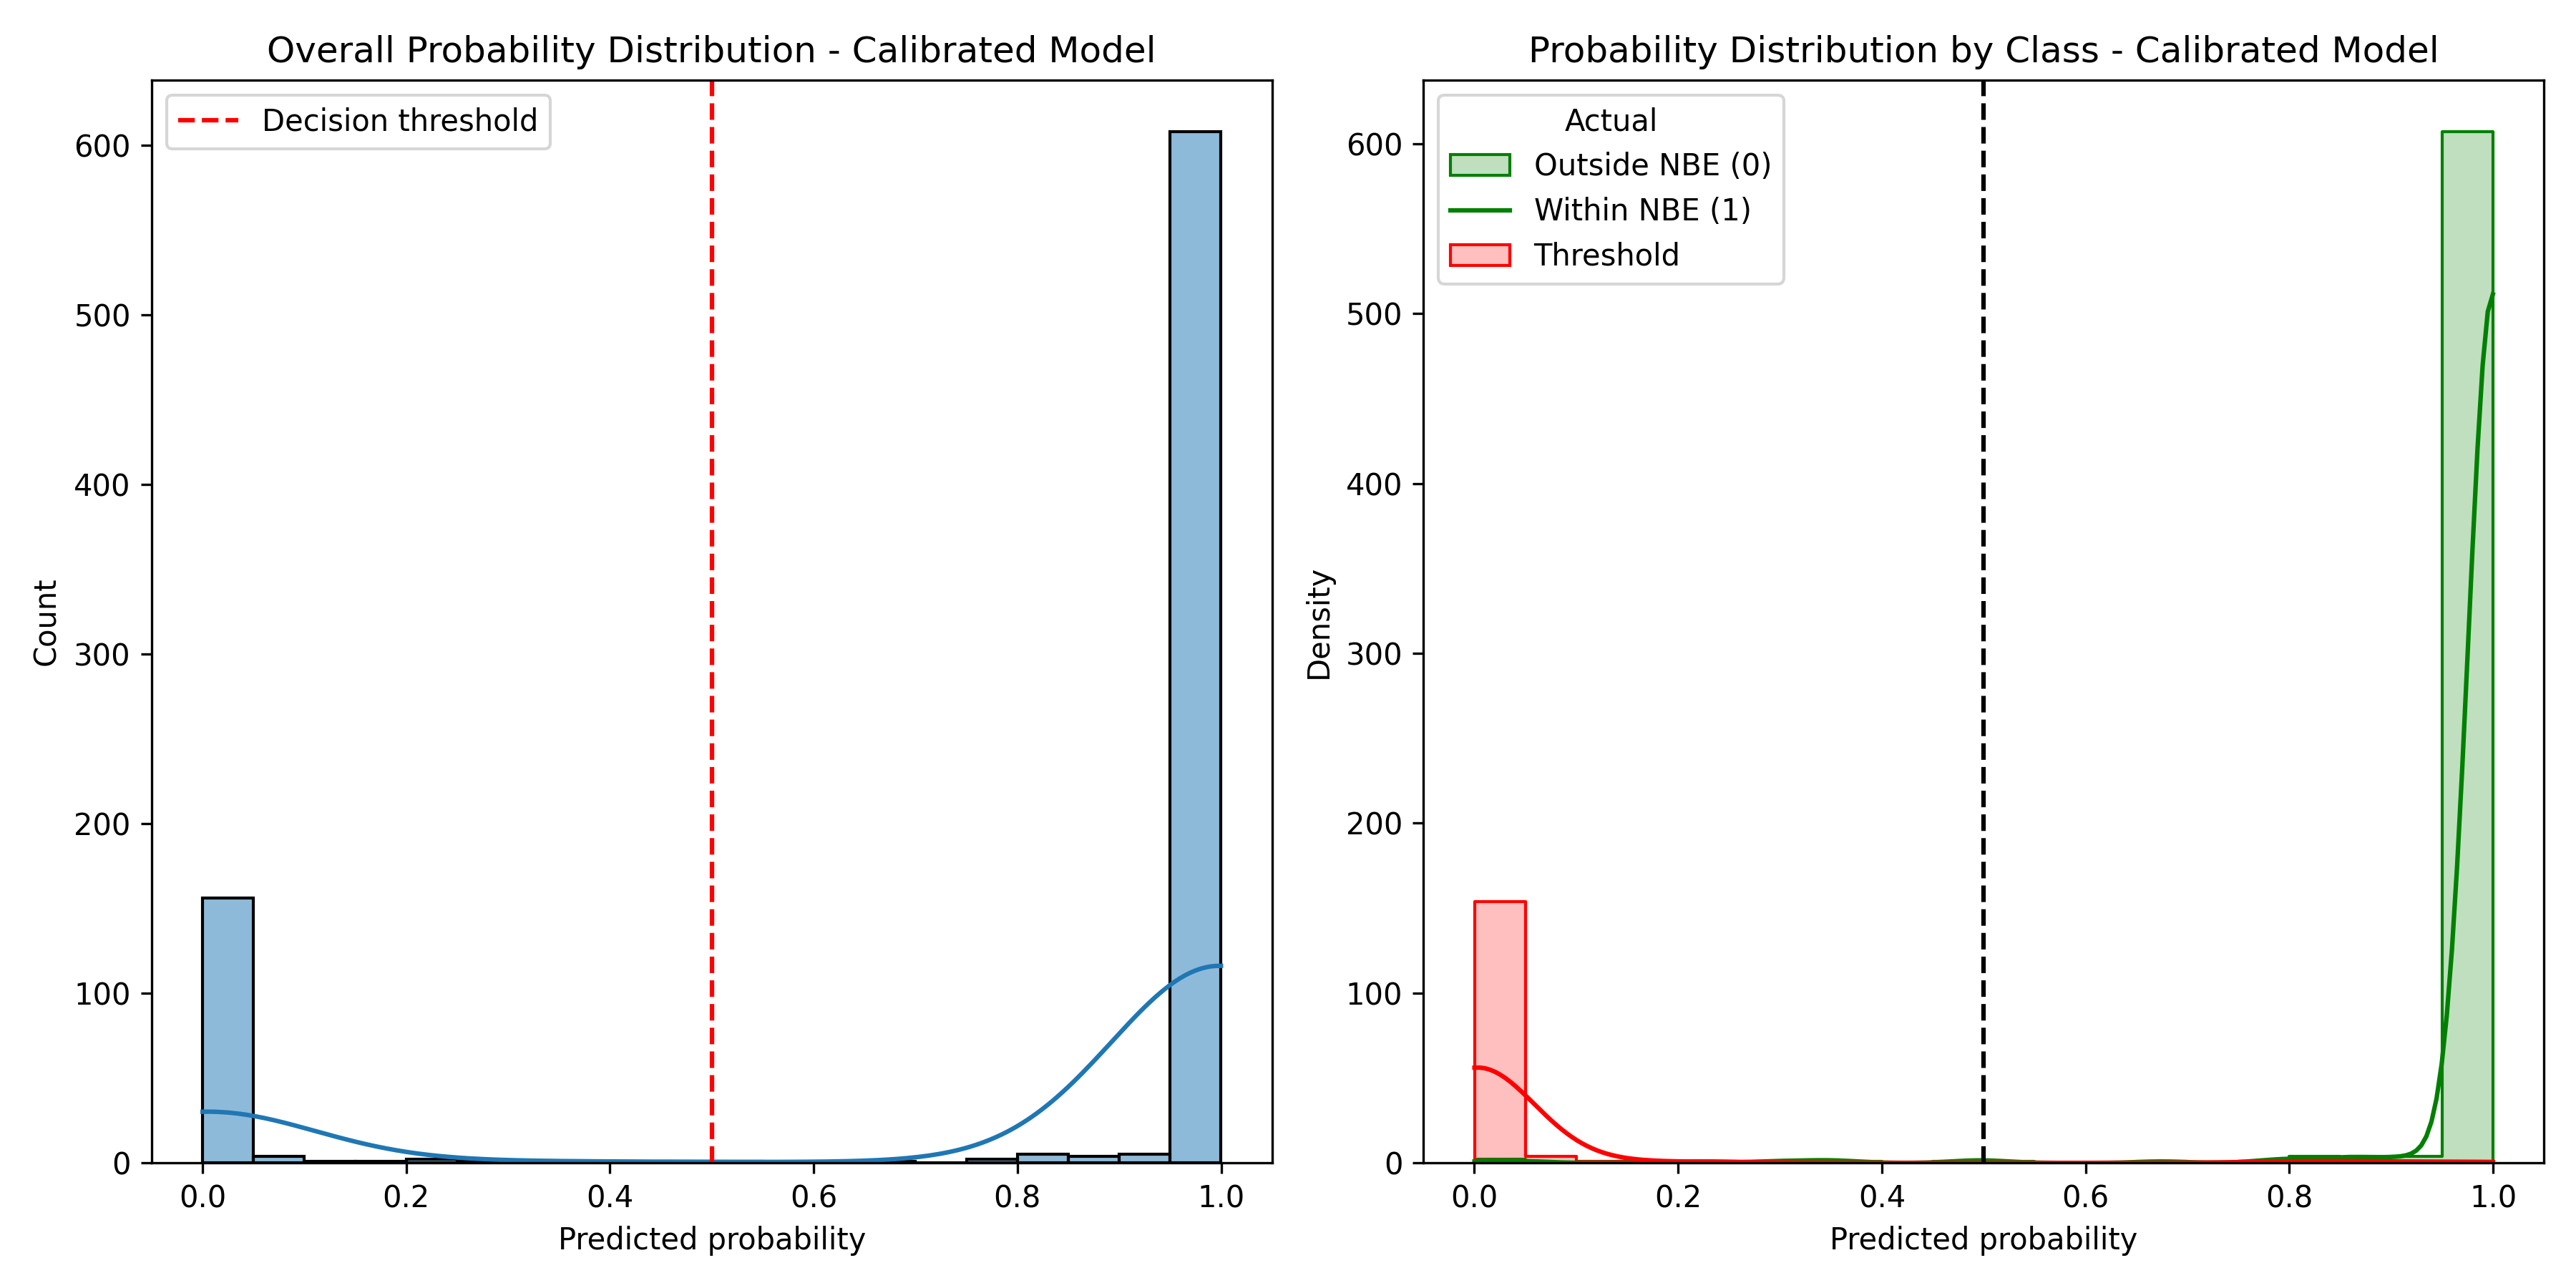 Overall Probability Distribution - Calibrated Model
Decision threshold
Count
600
500
400
300
200
100
0
0.0 0.2 0.4 0.6 0.8 1.0
Predicted probability
Probability Distribution by Class - Calibrated Model
Actual
Outside NBE (0)
Within NBE (1)
Threshold
Density
600
500
400
300
200
100
0
0.0 0.2 0.4 0.6 0.8 1.0
Predicted probability